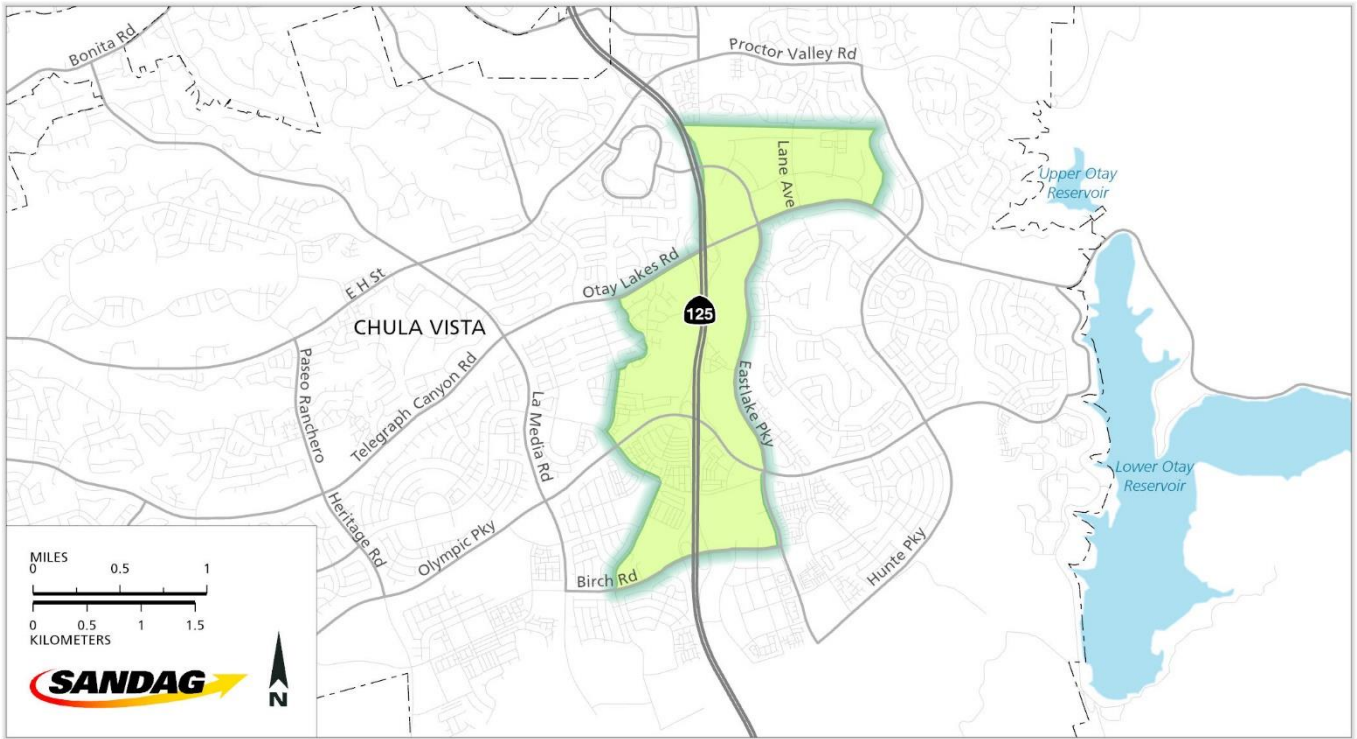 Bonita Rd
Proctor Valley Rd
Lane Ave
Upper Otay
Reservoir
Otay Lakes Rd
E H St
125
CHULA VISTA
Paseo Ranchero
Telegraph Canyon Rd
La Media Rd
Eastlake Pky
Lower Otay
Reservoir
Heritage Rd
Olympic Pky
Birch Rd
Hunte Pky
MILES
0 0.5 1
0 0.5 1 1.5
KILOMETERS
SANDAG
N